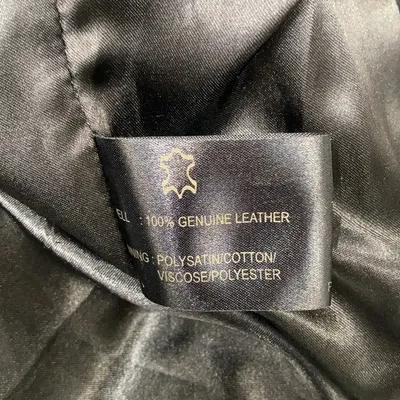 ELL : 100% GENUINE LEATHER
NING : POLYSATIN/COTTON/
VISCOSE/POLYESTER